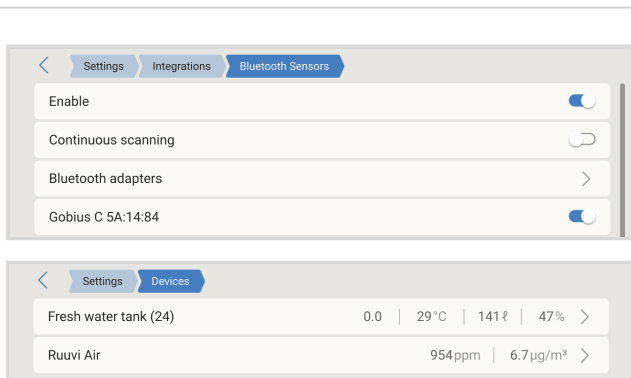 Settings Integrations Bluetooth Sensors
Enable
Continuous scanning
Bluetooth adapters
Gobius C 5A:14:84
Settings Devices
Fresh water tank (24) 0.0 29°C 141ℓ 47%
Ruuvi Air 954ppm 6.7µg/m³